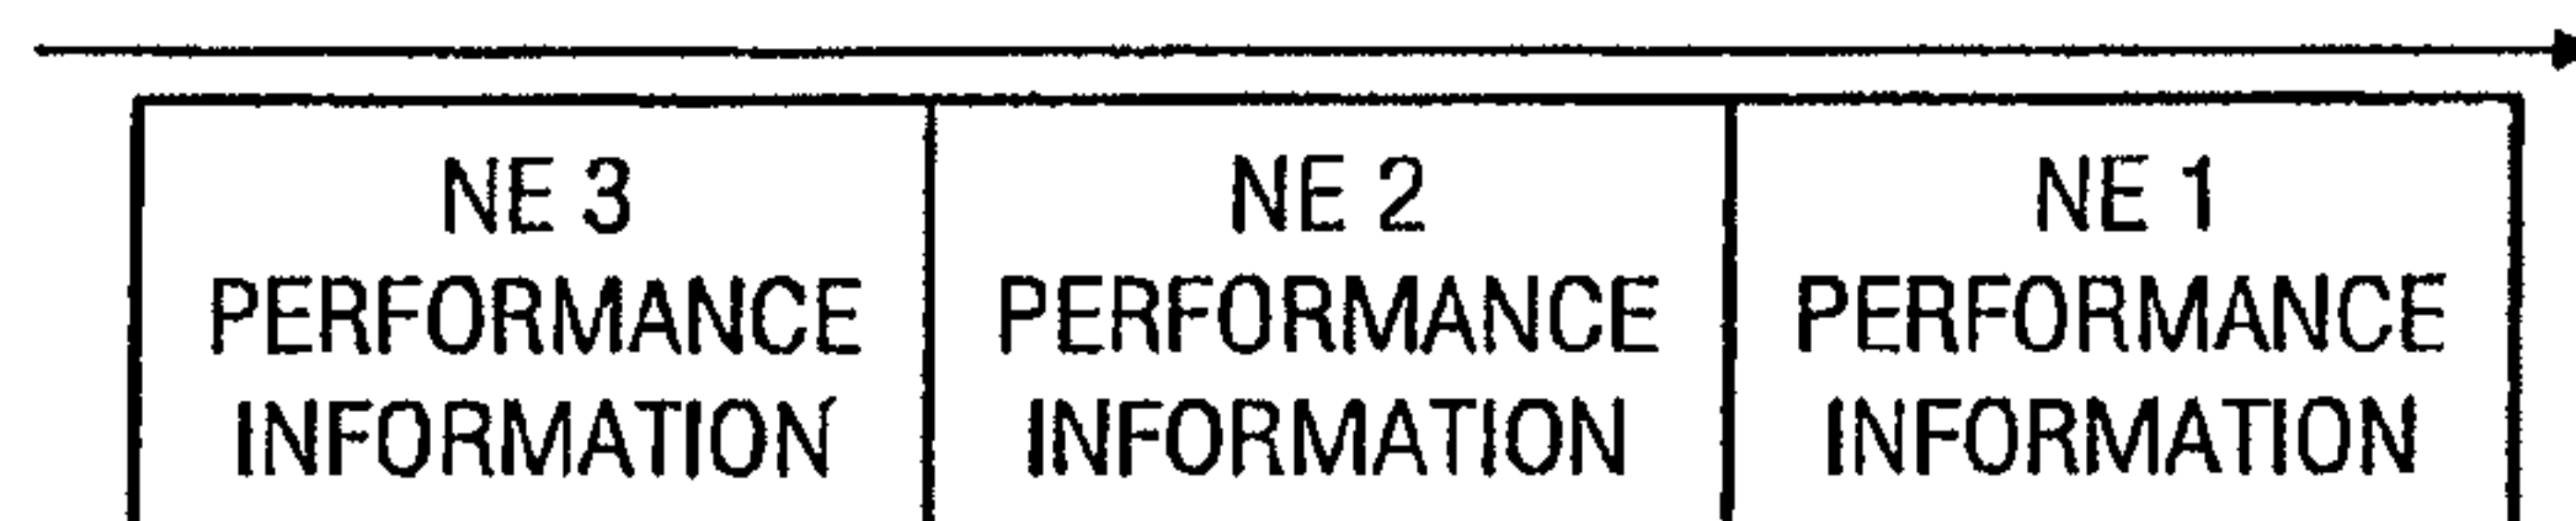 NE 3
PERFORMANCE
INFORMATION
NE 2
PERFORMANCE
INFORMATION
NE 1
PERFORMANCE
INFORMATION